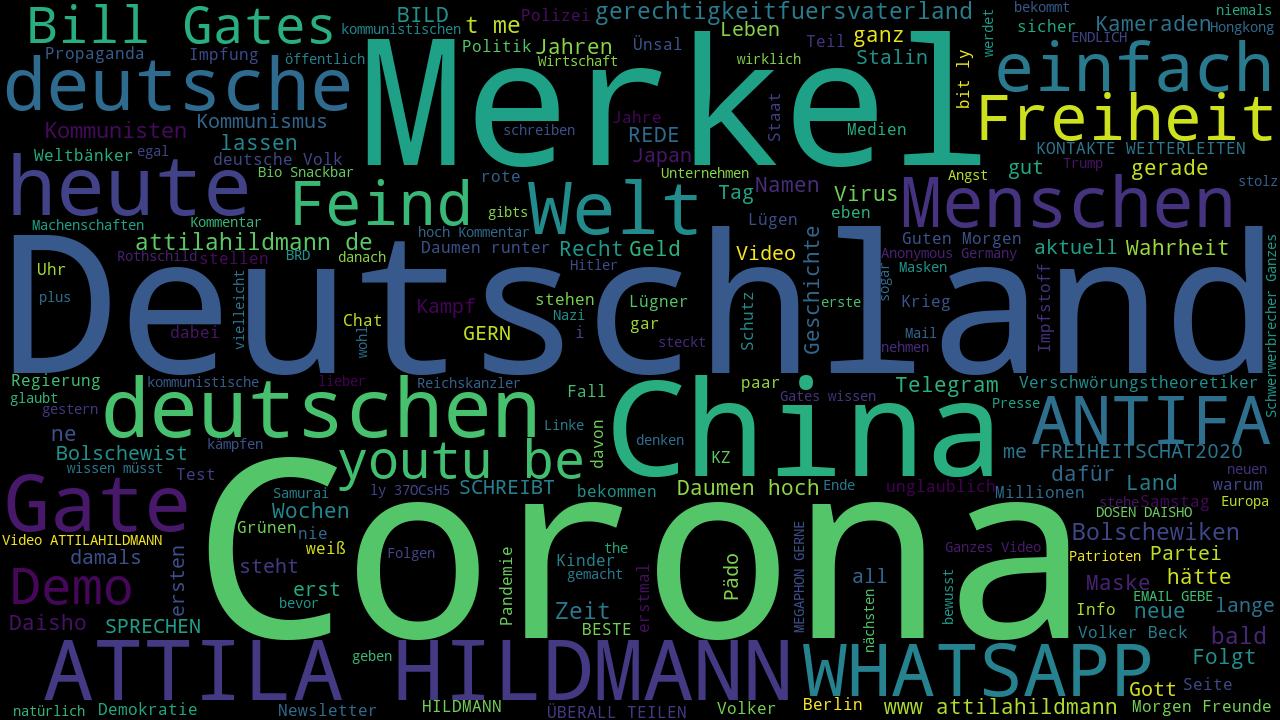 Bill Gates
BILD
kommunistischen
t me
Polizei
gerechtigkeitfuersvaterland
bekommt
niemals
Propaganda
Impfung
öffentlich
Politik
Jahren
Wirtschaft
Ünsal
Leben
Teil
ganz
Stalin
wirklich
werdet
sicher
Kameraden
Hongkong
ENDLICH
deutsche
Merkel
bit ly
einfach
Freiheit
Kommunisten
Kommunismus
lassen
schreiben
Jahre
REDE
Japan
Staat
Medien
KONTAKTE WEITERLEITEN
Weltbänker
egal
deutsche Volk
Bio Snackbar
rote
Unternehmen
Angst
gut
Trump
gerade
stolz
heute
Feind
gibts
Welt
Tag
Namen
Virus
eben
Lügen
Menschen
Machenschaften
Kommentar
attilahildmann de
hoch Kommentar
Daumen runter
Recht
Geld
Video
Geschichte
Guten Morgen
aktuell
Wahrheit
Rothschild
stellen
BRD
danach
Hitler
Anonymous Germany
Masken
sogar
Uhr
plus
vielleicht
Deutschland
Kampf
stehen
Nazi
i
Lügner
gar
erste
Krieg
Impfstoff
Schwerwerbrecher Ganzes
dabei
Chat
wohl
GERN
steckt
Schutz
Mail
nehmen
Regierung
glaubt
gestern
kommunistische
lieber
Reichskanzler
Fall
paar
Gates wissen
Telegram
Verschwörungstheoretiker
Presse
deutschen
Linke
davon
denken
China
ANTIFA
ne
kämpfen
Bolschewist
wissen müsst
Test
youtu be
KZ
me FREIHEITSCHAT2020
dafür
Land
neuen
warum
Gate
Samurai
Wochen
ly 37OCsH5
SCHREIBT
bekommen
Daumen hoch
Ende
unglaublich
Millionen
stehe
Samstag
Europa
DOSEN DAISHO
Grünen
nie
weiß
Corona
Video ATTILAHILDMANN
damals
ersten
steht
Folgen
Pandemie
the
Kinder
gemacht
erstmal
Pädo
MEGAPHON GERNE
Ganzes Video
Bolschewiken
Patrioten
Partei
Demo
erst
bevor
Zeit
BESTE
all
nächsten
bewusst
Maske
hätte
EMAIL GEBE
Info
neue
lange
Daisho
SPRECHEN
Volker Beck
bald
geben
Folgt
ATTILA HILDMANN
WHATSAPP
Gott
Seite
natürlich
Demokratie
Newsletter
HILDMANN
ÜBERALL TEILEN
Volker
Berlin
www attilahildmann
Morgen Freunde